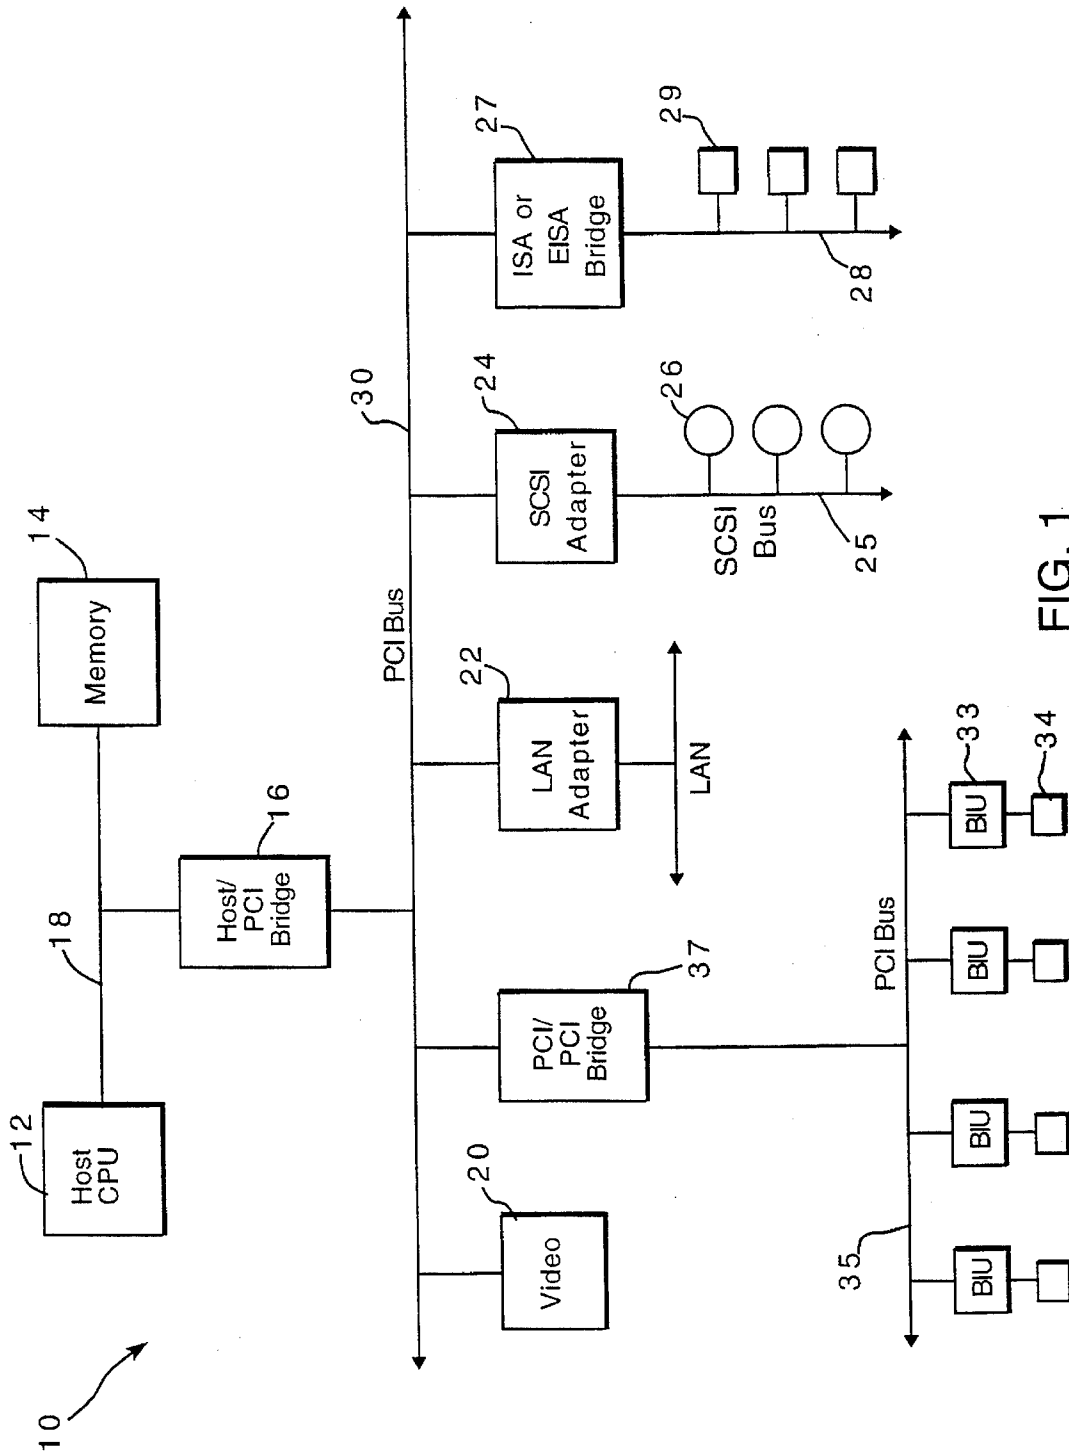 10
12
Host
CPU
18
14
Memory
16
Host/
PCI
Bridge
30
PCI Bus
20
Video
37
PCI/
PCI
Bridge
22
LAN
Adapter
LAN
24
SCSI
Adapter
26
SCSI
Bus
25
27
ISA or
EISA
Bridge
29
28
35
PCI Bus
BIU
BIU
BIU
BIU
33
34
FIG. 1